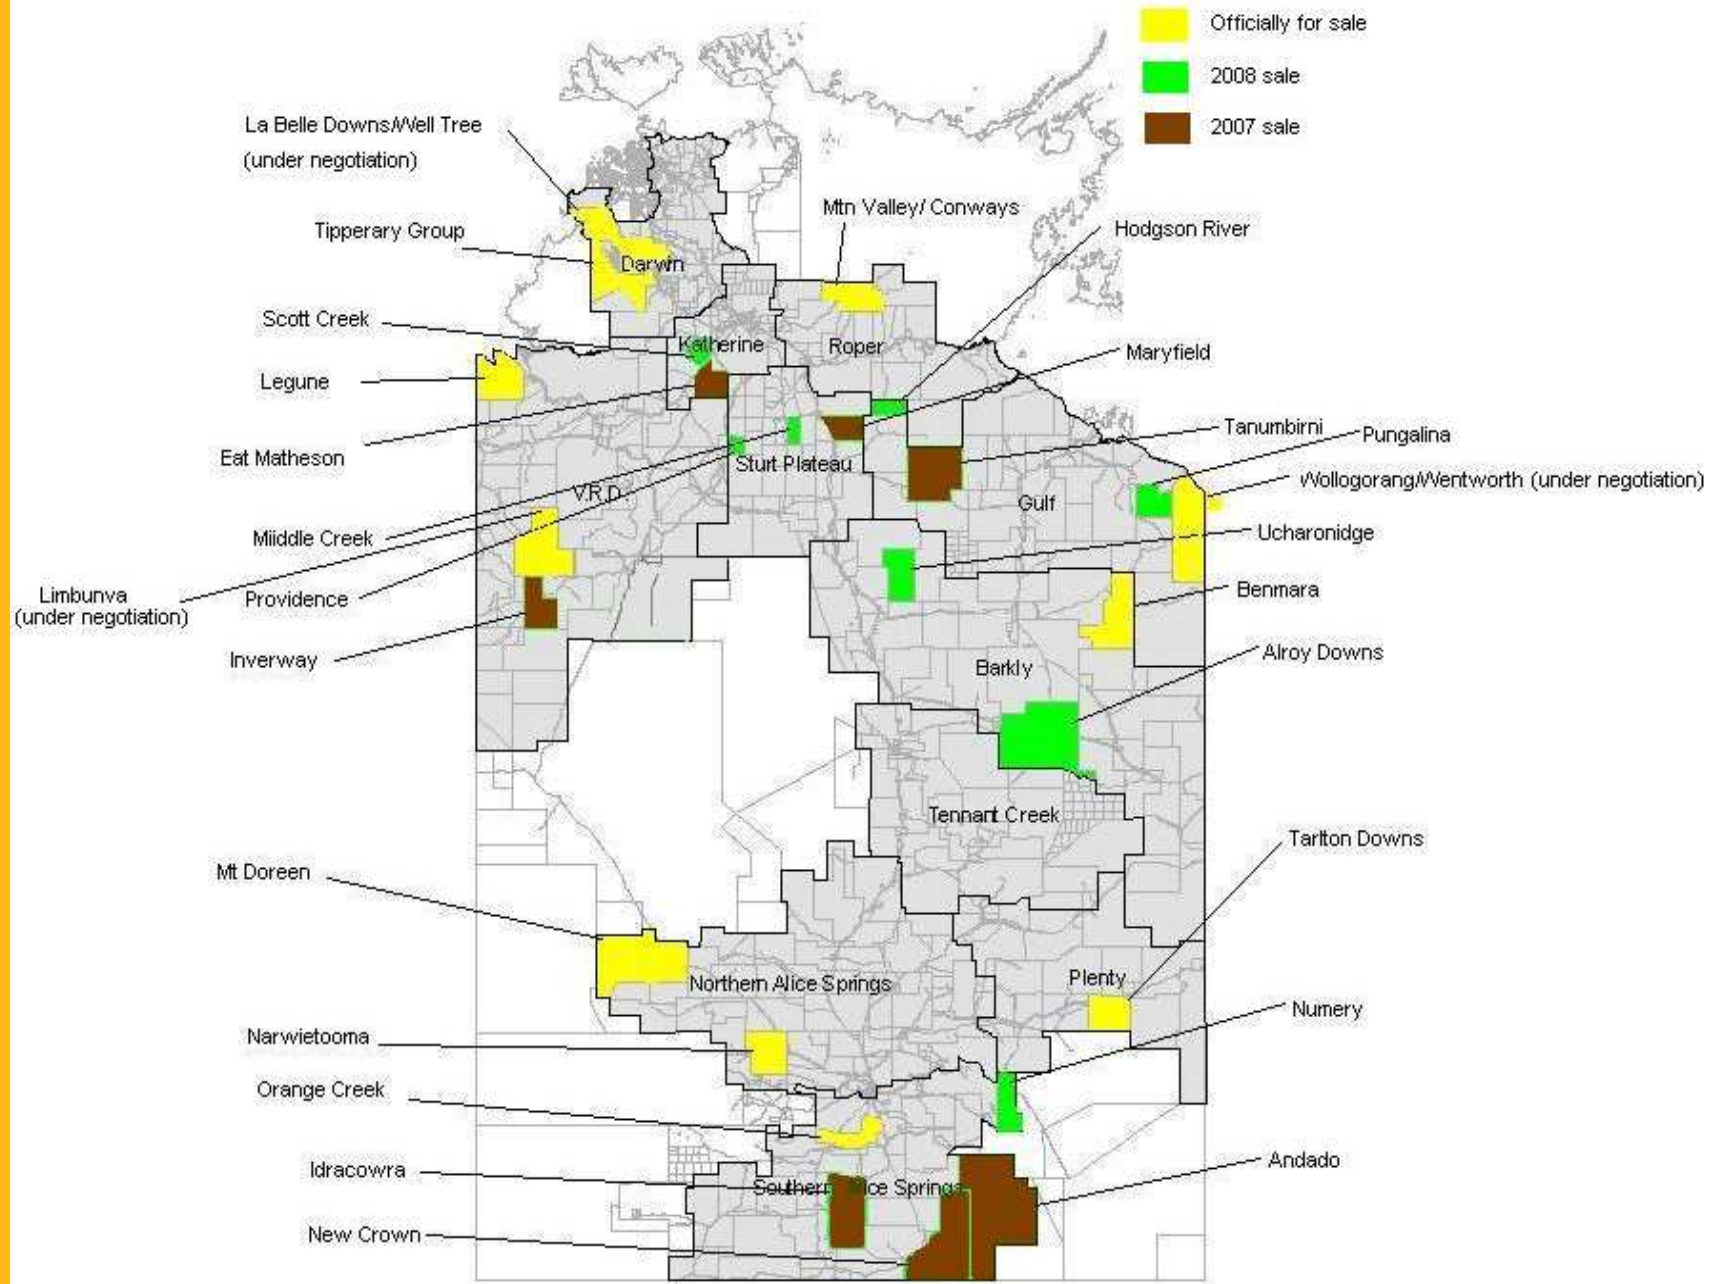 Officially for sale
2008 sale
2007 sale
La Belle Downs/Well Tree
(under negotiation)
Tipperary Group
Mtn Valley/ Conways
Hodgson River
Darwin
Scott Creek
Katherine
Roper
Maryfield
Legune
Tanumbirni
Pungalina
Eat Matheson
Sturt Plateau
Wollogorang/Wentworth (under negotiation)
V.R.D.
Gulf
Miiddle Creek
Ucharonidge
Limbunva
(under negotiation)
Providence
Benmara
Inverway
Barkly
Alroy Downs
Tennant Creek
Tarlton Downs
Mt Doreen
Northern Alice Springs
Plenty
Numery
Narwietooma
Orange Creek
Idracowra
Southern Alice Springs
Andado
New Crown